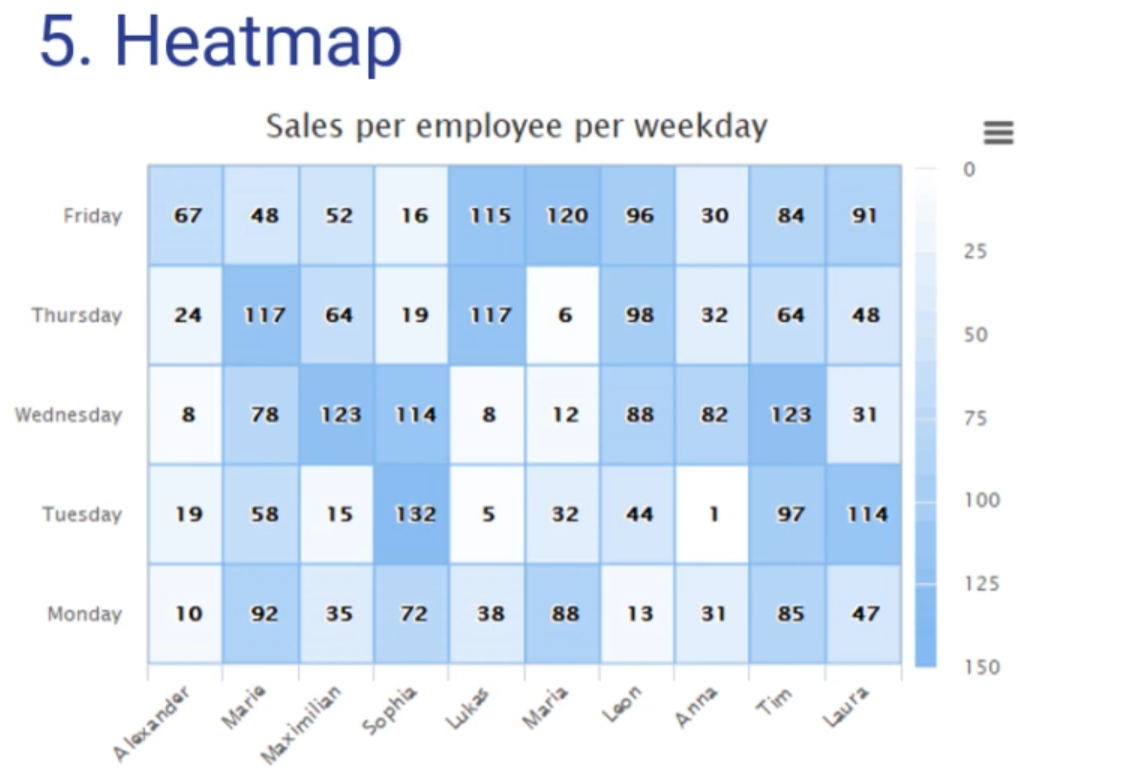 5. Heatmap
Sales per employee per weekday
0
Friday 67 48 52 16 115 120 96 30 84 91
25
Thursday 24 117 64 19 117 6 98 32 64 48
50
Wednesday 8 78 123 114 8 12 88 82 123 31
75
100
Tuesday 19 58 15 132 5 32 44 1 97 114
125
Monday 10 92 35 72 38 88 13 31 85 47
150
Alexander Marie Maximilian Sophia Lukas Maria Leon Anna Tim Laura